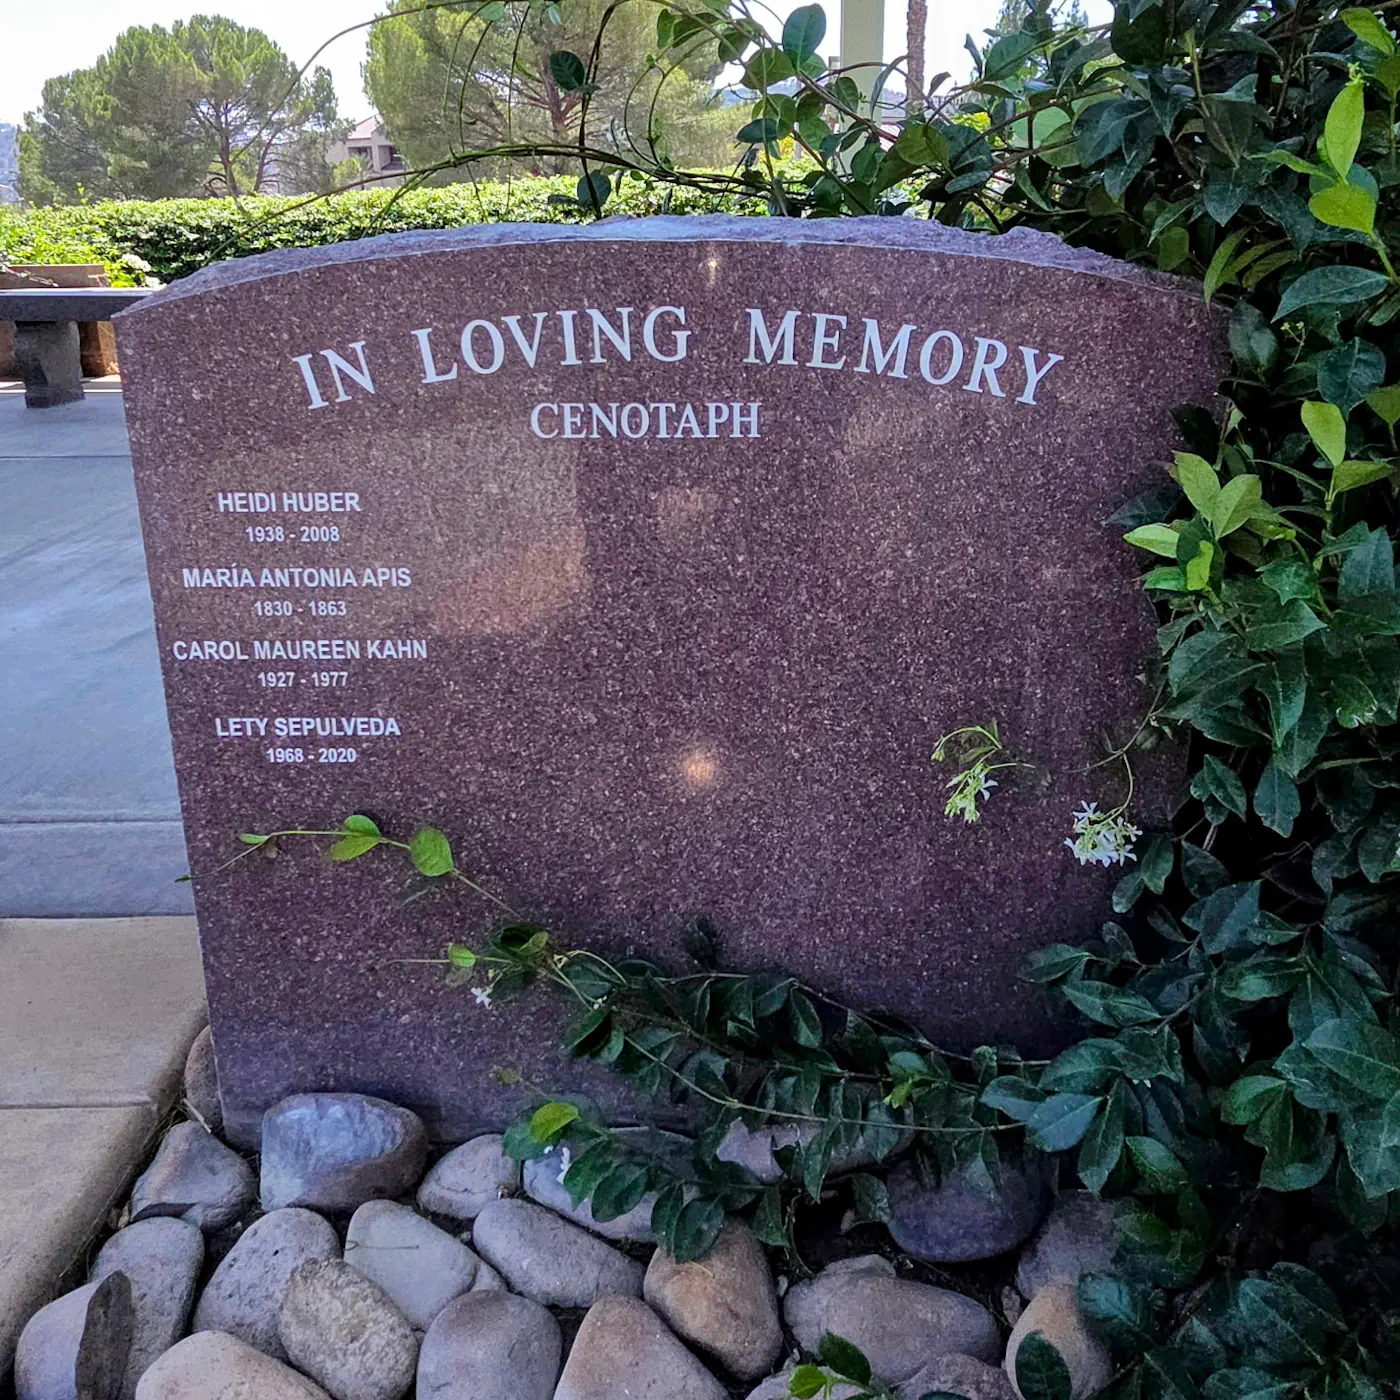 IN LOVING MEMORY
CENOTAPH
HEIDI HUBER
1938 - 2008
MARÍA ANTONIA APIS
1830 - 1863
CAROL MAUREEN KAHN
1927 - 1977
LETY SEPULVEDA
1968 - 2020